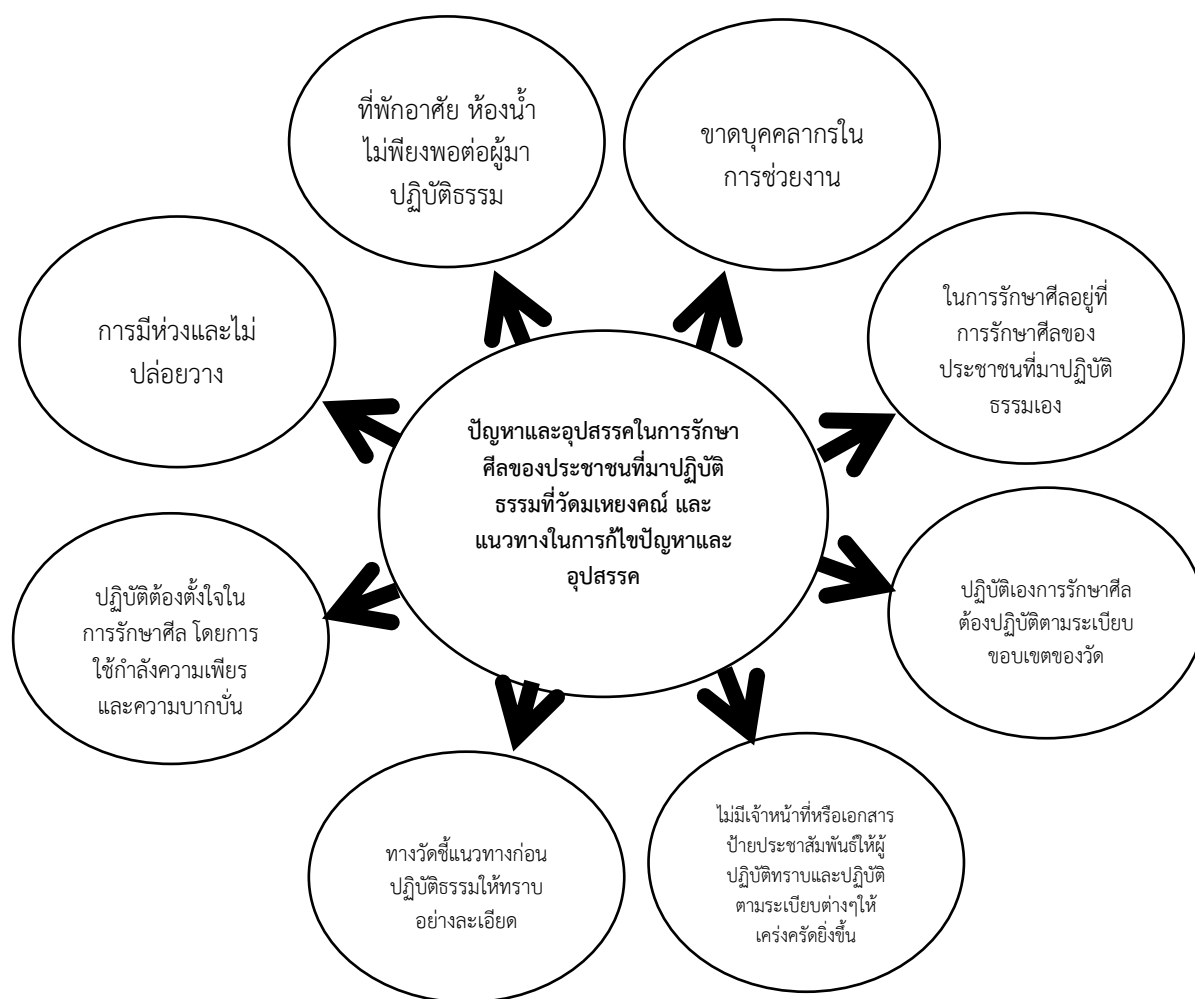 ที่พักอาศัย ห้องน้ำ
ไม่พียงพอต่อผู้มา
ปฏิบัติธรรม
ขาดบุคคลากรใน
การช่วยงาน
การมีห่วงและไม่
ปล่อยวาง
ในการรักษาศีลอยู่ที่
การรักษาศีลของ
ประชาชนที่มาปฏิบัติ
ธรรมเอง
ปัญหาและอุปสรรคในการรักษา
ศีลของประชาชนที่มาปฏิบัติ
ธรรมที่วัดมเหยงคณ์ และ
แนวทางในการก้ไขปัญหาและ
อุปสรรค
ปฏิบัติต้องตั้งใจใน
การรักษาศีล โดยการ
ใช้กำลังความเพียร
และความบากบั่น
ปฏิบัติเองการรักษาศีล
ต้องปฏิบัติตามระเบียบ
ขอบเขตของวัด
ทางวัดชี้แนวทางก่อน
ปฏิบัติธรรมให้ทราบ
อย่างละเอียด
ไม่มีเจ้าหน้าที่หรือเอกสาร
ป้ายประชาสัมพันธ์ให้ผู้
ปฏิบัติทราบและปฏิบัติ
ตามระเบียบต่างๆให้
เคร่งครัดยิ่งขึ้น